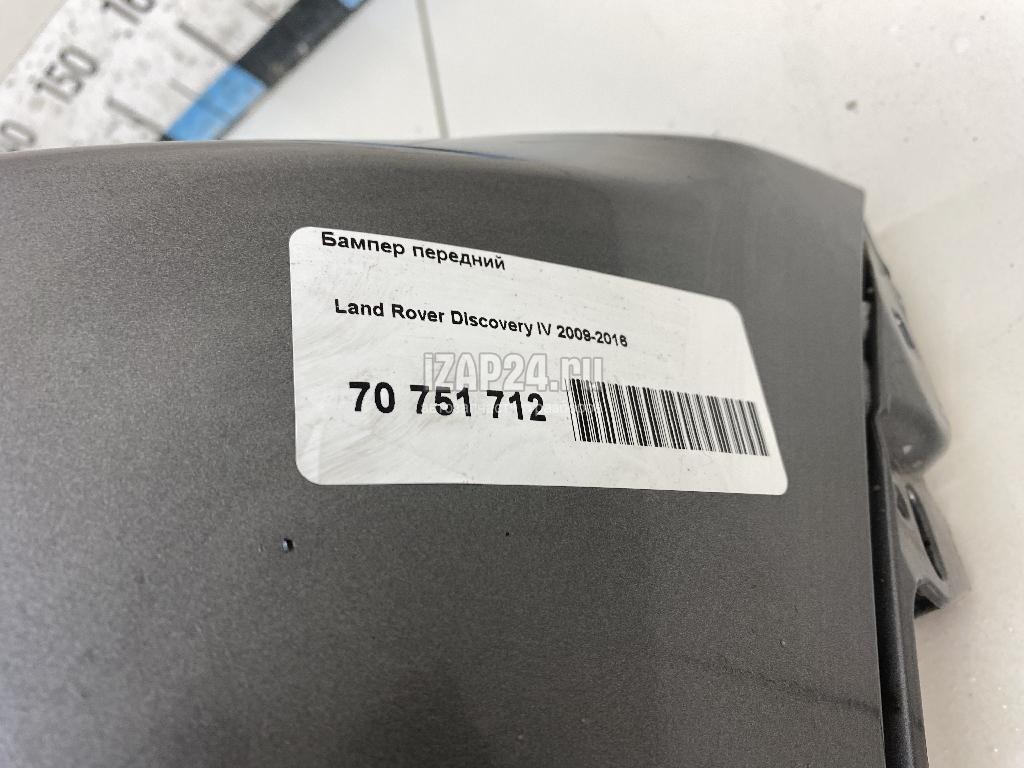 150
Бампер передний
Land Rover Discovery IV 2009-2016
iZAP24.ru
70 751 712